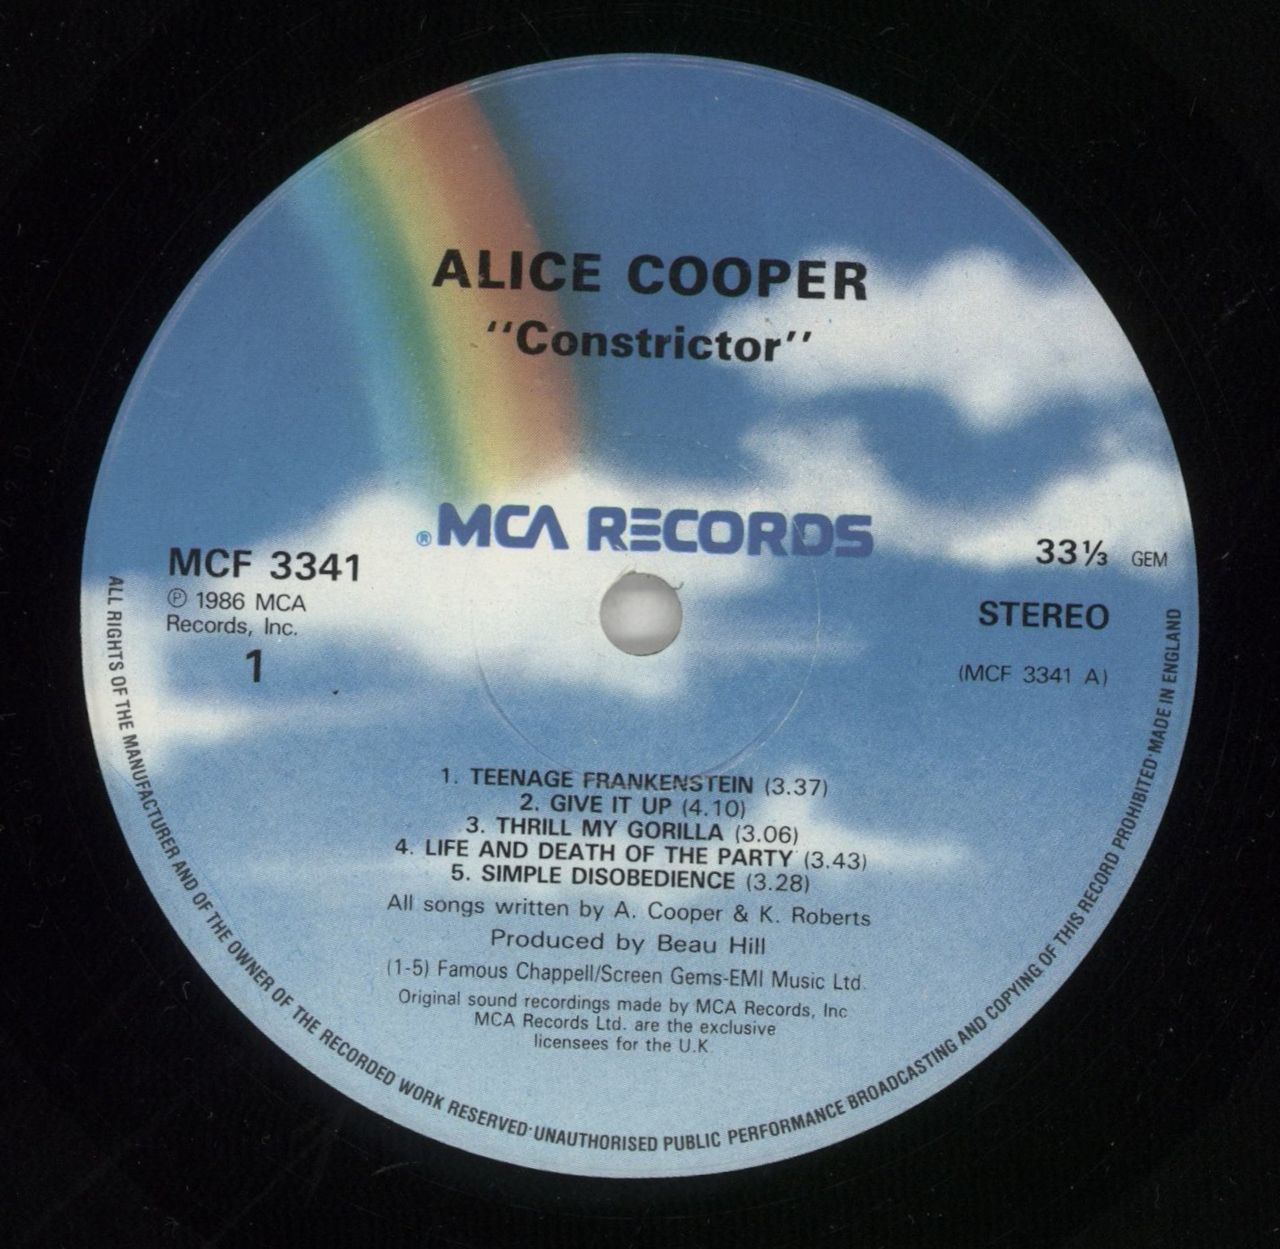 ALICE COOPER
"Constrictor"
® MCA RECORDS
MCF 3341
℗ 1986 MCA
Records, Inc.
1
33⅓ GEM
STEREO
(MCF 3341 A)
1. TEENAGE FRANKENSTEIN (3.37)
2. GIVE IT UP (4.10)
3. THRILL MY GORILLA (3.06)
4. LIFE AND DEATH OF THE PARTY (3.43)
5. SIMPLE DISOBEDIENCE (3.28)
All songs written by A. Cooper & K. Roberts
Produced by Beau Hill
(1-5) Famous Chappell/Screen Gems-EMI Music Ltd.
Original sound recordings made by MCA Records, Inc
MCA Records Ltd. are the exclusive
licensees for the U.K.
ALL RIGHTS OF THE MANUFACTURER AND OF THE OWNER OF THE RECORDED WORK RESERVED·UNAUTHORISED PUBLIC PERFORMANCE BROADCASTING AND COPYING OF THIS RECORD PROHIBITED·MADE IN ENGLAND